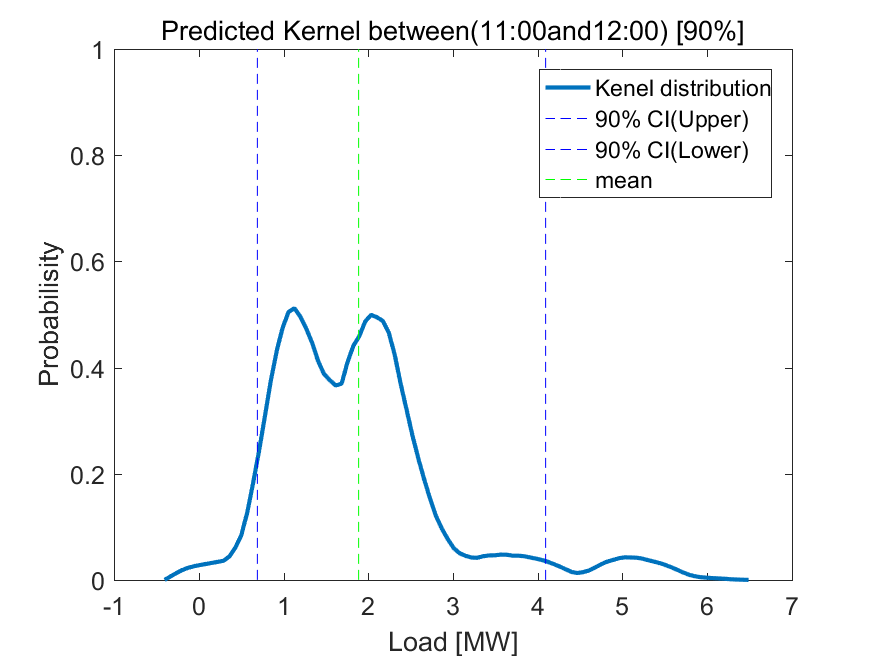 Predicted Kernel between(11:00and12:00) [90%]
1
0.8
0.6
0.4
0.2
0
Probabilisity
Kenel distribution
90% CI(Upper)
90% CI(Lower)
mean
-1 0 1 2 3 4 5 6 7
Load [MW]